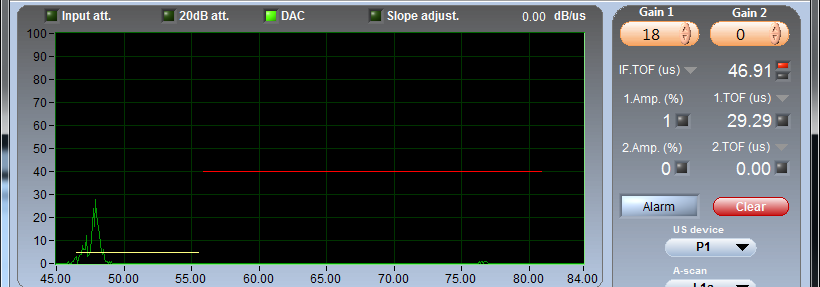 Input att. 20dB att. DAC Slope adjust. 0.00 dB/us
Gain 1 Gain 2
18 0
100
90
80
70
60
50
40
30
20
10
0
45.00 50.00 55.00 60.00 65.00 70.00 75.00 80.00 84.00
IF.TOF (us) 46.91
1.Amp. (%) 1.TOF (us)
1 29.29
2.Amp. (%) 2.TOF (us)
0 0.00
Alarm Clear
US device
P1
A-scan